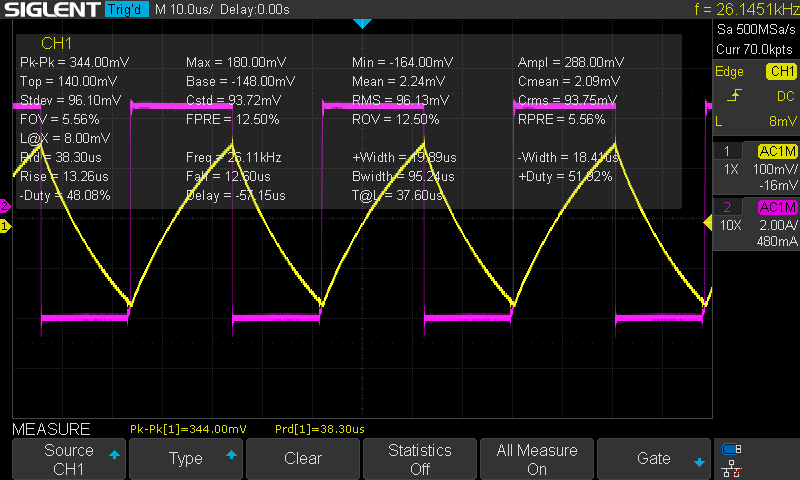 SIGLENT Trig'd M 10.0us/ Delay:0.00s f = 26.1451kHz
Sa 500MSa/s
Curr 70.0kpts
CH1
Pk-Pk = 344.00mV Max = 180.00mV Min = -164.00mV Ampl = 288.00mV
Top = 140.00mV Base = -148.00mV Mean = 2.24mV Cmean = 2.09mV
Stdev = 96.10mV Cstd = 93.72mV RMS = 96.13mV Crms = 93.75mV
FOV = 5.56% FPRE = 12.50% ROV = 12.50% RPRE = 5.56%
L@X = 8.00mV
Prd = 38.30us Freq = 26.11kHz +Width = 19.89us -Width = 18.41us
Rise = 13.26us Fall = 12.60us Bwidth = 95.24us +Duty = 51.92%
-Duty = 48.08% Delay = -57.15us T@L = 37.60us
Edge CH1
DC
L 8mV
1 AC1M
1X 100mV/
-16mV
2 AC1M
10X 2.00A/
480mA
2
1
MEASURE Pk-Pk[1]=344.00mV Prd[1]=38.30us
Source
CH1
Type
Clear
Statistics
Off
All Measure
On
Gate